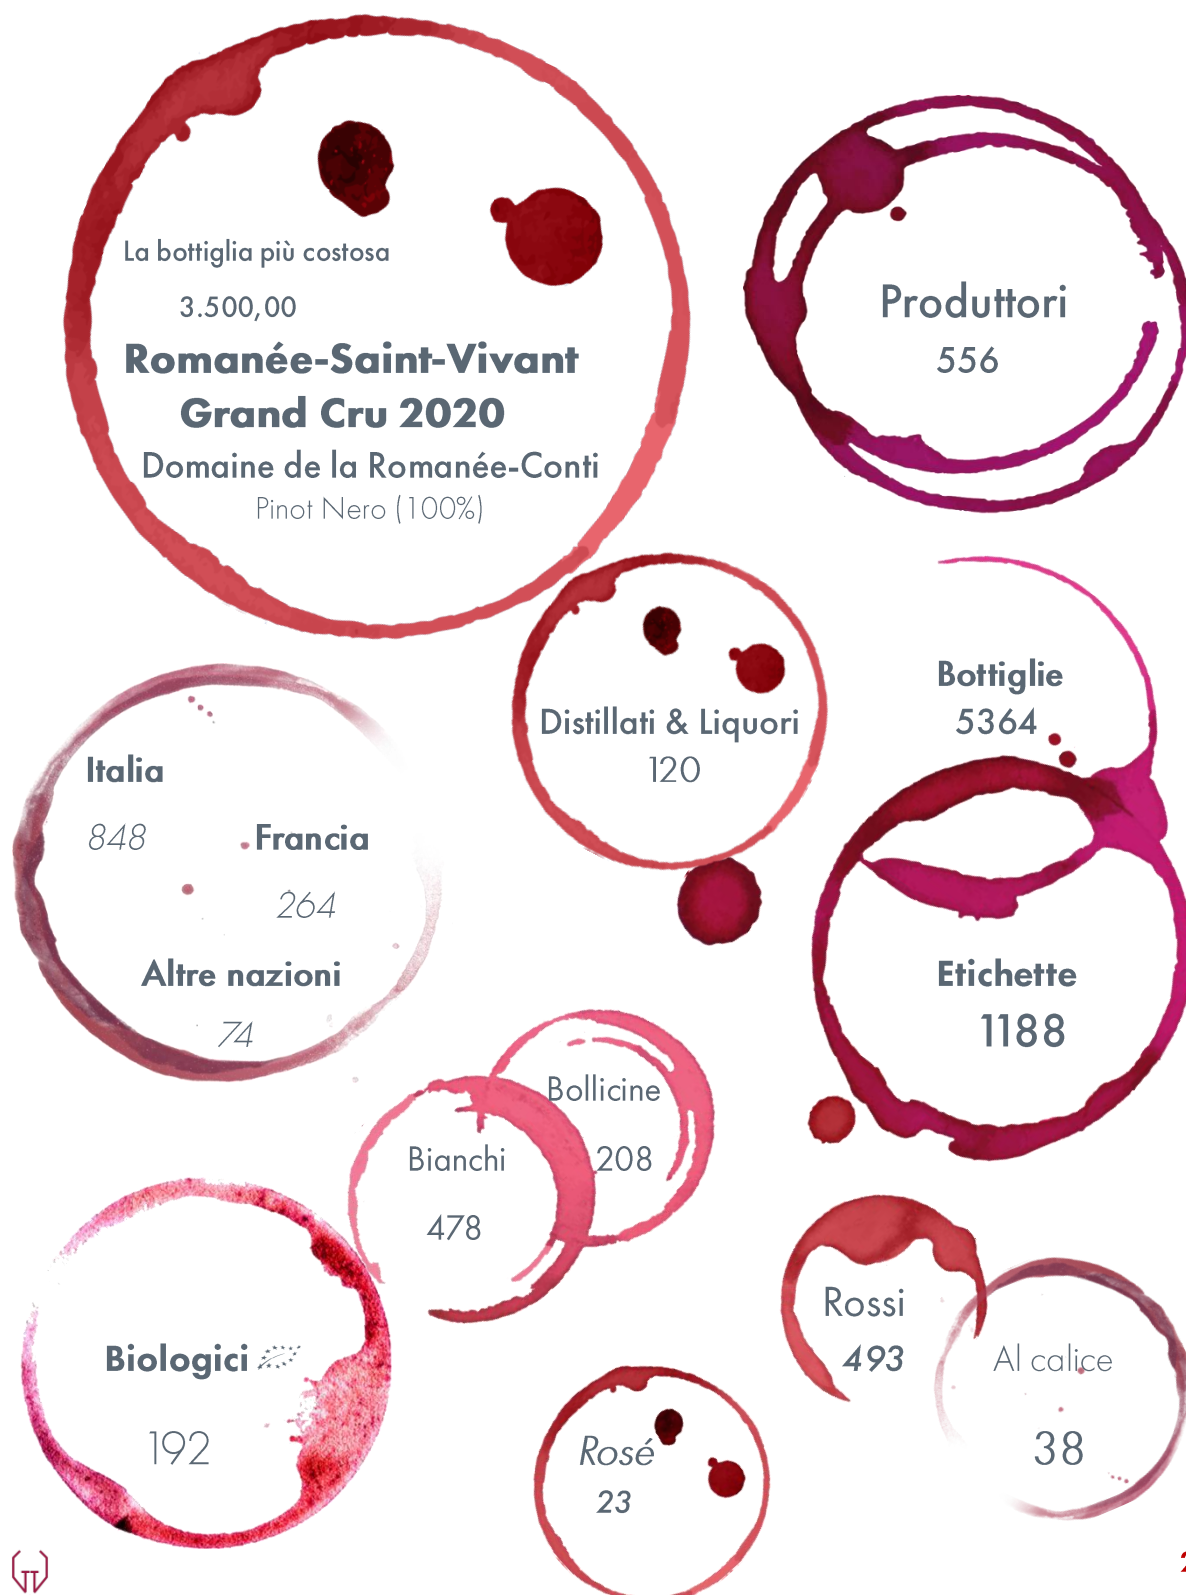 La bottiglia più costosa
3.500,00
Romanée-Saint-Vivant
Grand Cru 2020
Domaine de la Romanée-Conti
Pinot Nero (100%)
Produttori
556
Distillati & Liquori
120
Bottiglie
5364
Italia
848
Francia
264
Altre nazioni
74
Etichette
1188
Bollicine
208
Bianchi
478
Biologici
192
Rossi
493
Al calice
38
Rosé
23